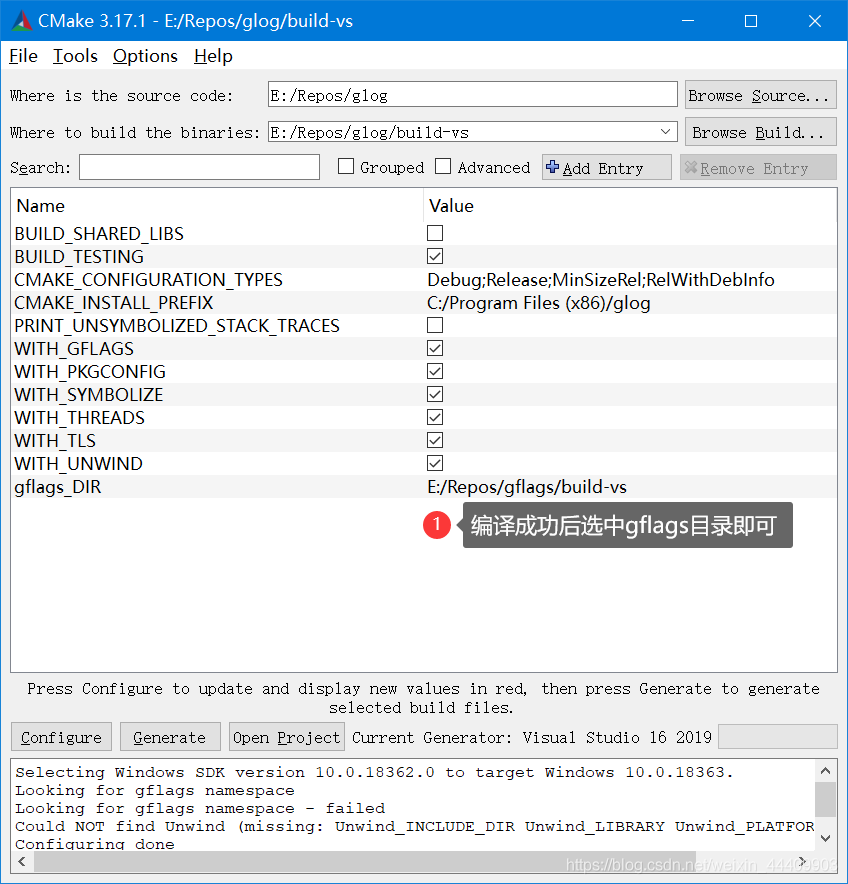 CMake 3.17.1 - E:/Repos/glog/build-vs
File Tools Options Help
Where is the source code: E:/Repos/glog Browse Source...
Where to build the binaries: E:/Repos/glog/build-vs Browse Build...
Search: Grouped Advanced Add Entry Remove Entry
Name Value
BUILD_SHARED_LIBS
BUILD_TESTING
CMAKE_CONFIGURATION_TYPES Debug;Release;MinSizeRel;RelWithDebInfo
CMAKE_INSTALL_PREFIX C:/Program Files (x86)/glog
PRINT_UNSYMBOLIZED_STACK_TRACES
WITH_GFLAGS
WITH_PKGCONFIG
WITH_SYMBOLIZE
WITH_THREADS
WITH_TLS
WITH_UNWIND
gflags_DIR E:/Repos/gflags/build-vs
1 编译成功后选中gflags目录即可
Press Configure to update and display new values in red, then press Generate to generate
selected build files.
Configure Generate Open Project Current Generator: Visual Studio 16 2019
Selecting Windows SDK version 10.0.18362.0 to target Windows 10.0.18363.
Looking for gflags namespace
Looking for gflags namespace - failed
Could NOT find Unwind (missing: Unwind_INCLUDE_DIR Unwind_LIBRARY Unwind_PLATFOR
Configuring done
https://blog.csdn.net/weixin_44499903